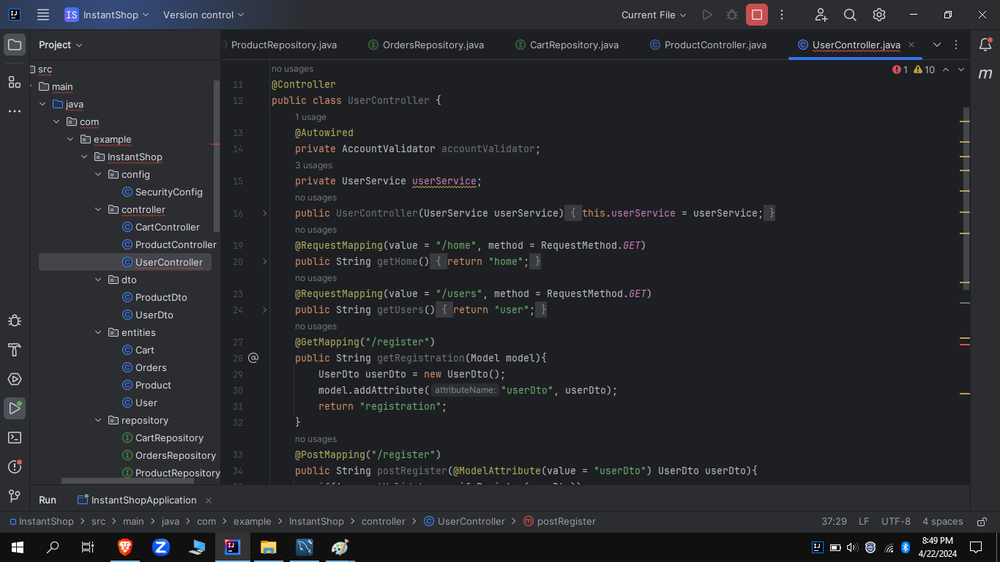 IS InstantShop Version control Current File
Project
ProductRepository.java OrdersRepository.java CartRepository.java ProductController.java UserController.java
src
main
java
com
example
InstantShop
config
SecurityConfig
controller
CartController
ProductController
UserController
dto
ProductDto
UserDto
entities
Cart
Orders
Product
User
repository
CartRepository
OrdersRepository
ProductRepository
1 10
no usages
11 @Controller
12 public class UserController {
1 usage
13 @Autowired
14 private AccountValidator accountValidator;
3 usages
15 private UserService userService;
no usages
16 public UserController(UserService userService) { this.userService = userService; }
no usages
19 @RequestMapping(value = "/home", method = RequestMethod.GET)
20 public String getHome() { return "home"; }
no usages
23 @RequestMapping(value = "/users", method = RequestMethod.GET)
24 public String getUsers() { return "user"; }
no usages
27 @GetMapping("/register")
28 public String getRegistration(Model model){
29 UserDto userDto = new UserDto();
30 model.addAttribute( attributeName: "userDto", userDto);
31 return "registration";
32 }
no usages
33 @PostMapping("/register")
34 public String postRegister(@ModelAttribute(value = "userDto") UserDto userDto){
m
Run InstantShopApplication
InstantShop > src > main > java > com > example > InstantShop > controller > UserController > postRegister 37:29 LF UTF-8 4 spaces
8:49 PM
4/22/2024